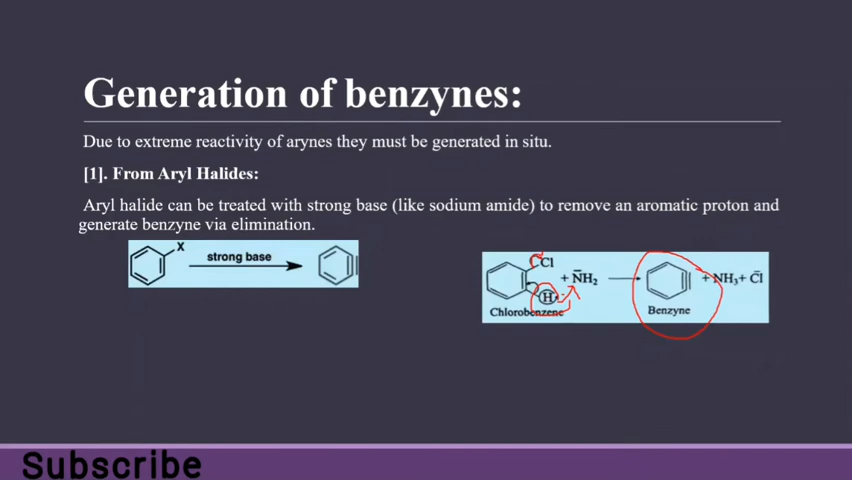 Generation of benzynes:
Due to extreme reactivity of arynes they must be generated in situ.
[1]. From Aryl Halides:
Aryl halide can be treated with strong base (like sodium amide) to remove an aromatic proton and
generate benzyne via elimination.
X
strong base
Cl
+ N̄H₂
+ NH₃ + C̄l
H
Chlorobenzene
Benzyne
Subscribe